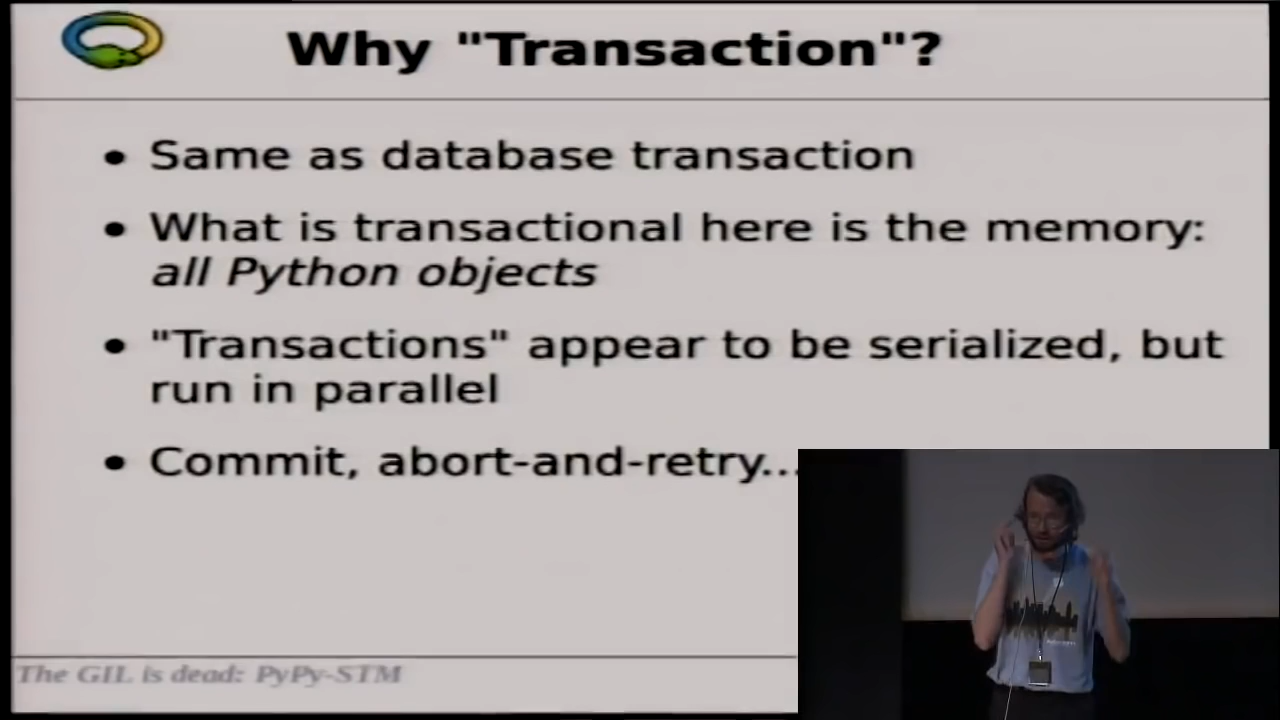 Why "Transaction"?
• Same as database transaction
• What is transactional here is the memory:
all Python objects
• "Transactions" appear to be serialized, but
run in parallel
• Commit, abort-and-retry...
The GIL is dead: PyPy-STM